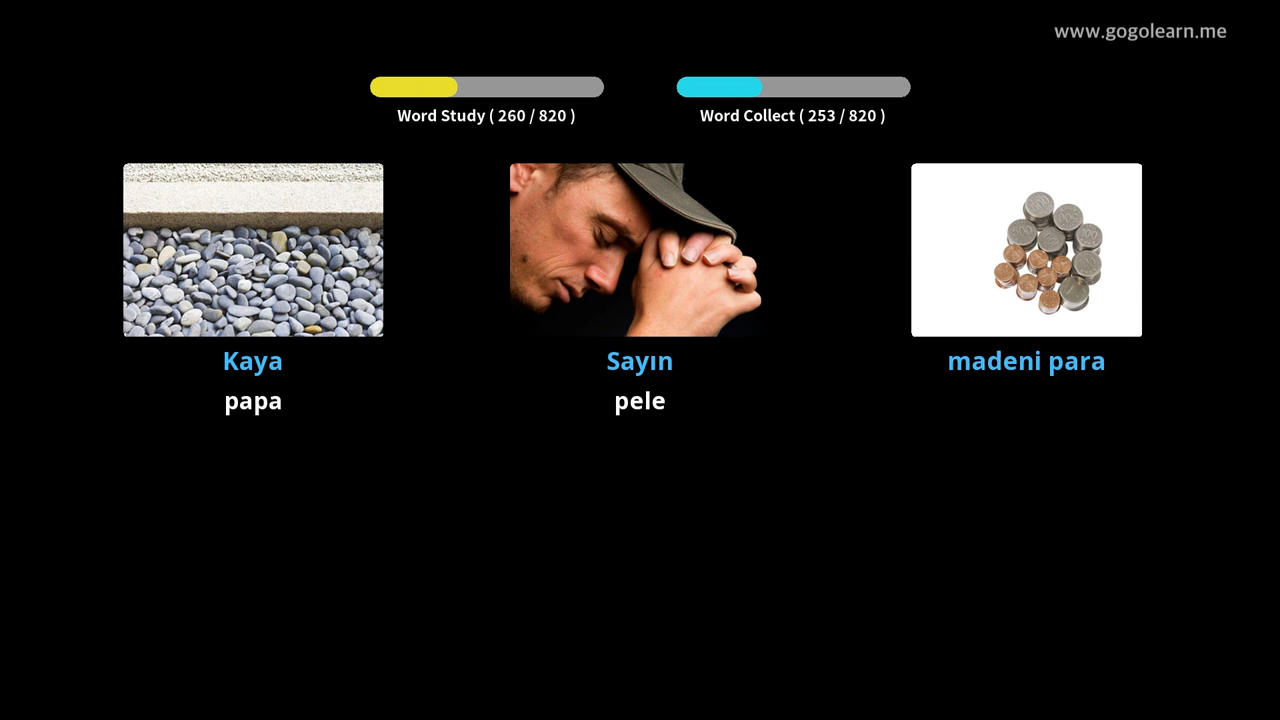 www.gogolearn.me
Word Study ( 260 / 820 )
Word Collect ( 253 / 820 )
Kaya
papa
Sayın
pele
madeni para